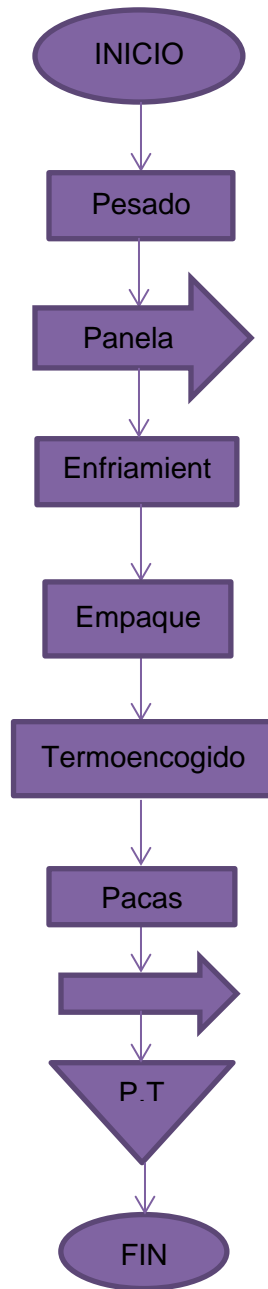 INICIO
Pesado
Panela
Enfriamient
Empaque
Termoencogido
Pacas
P.T
FIN